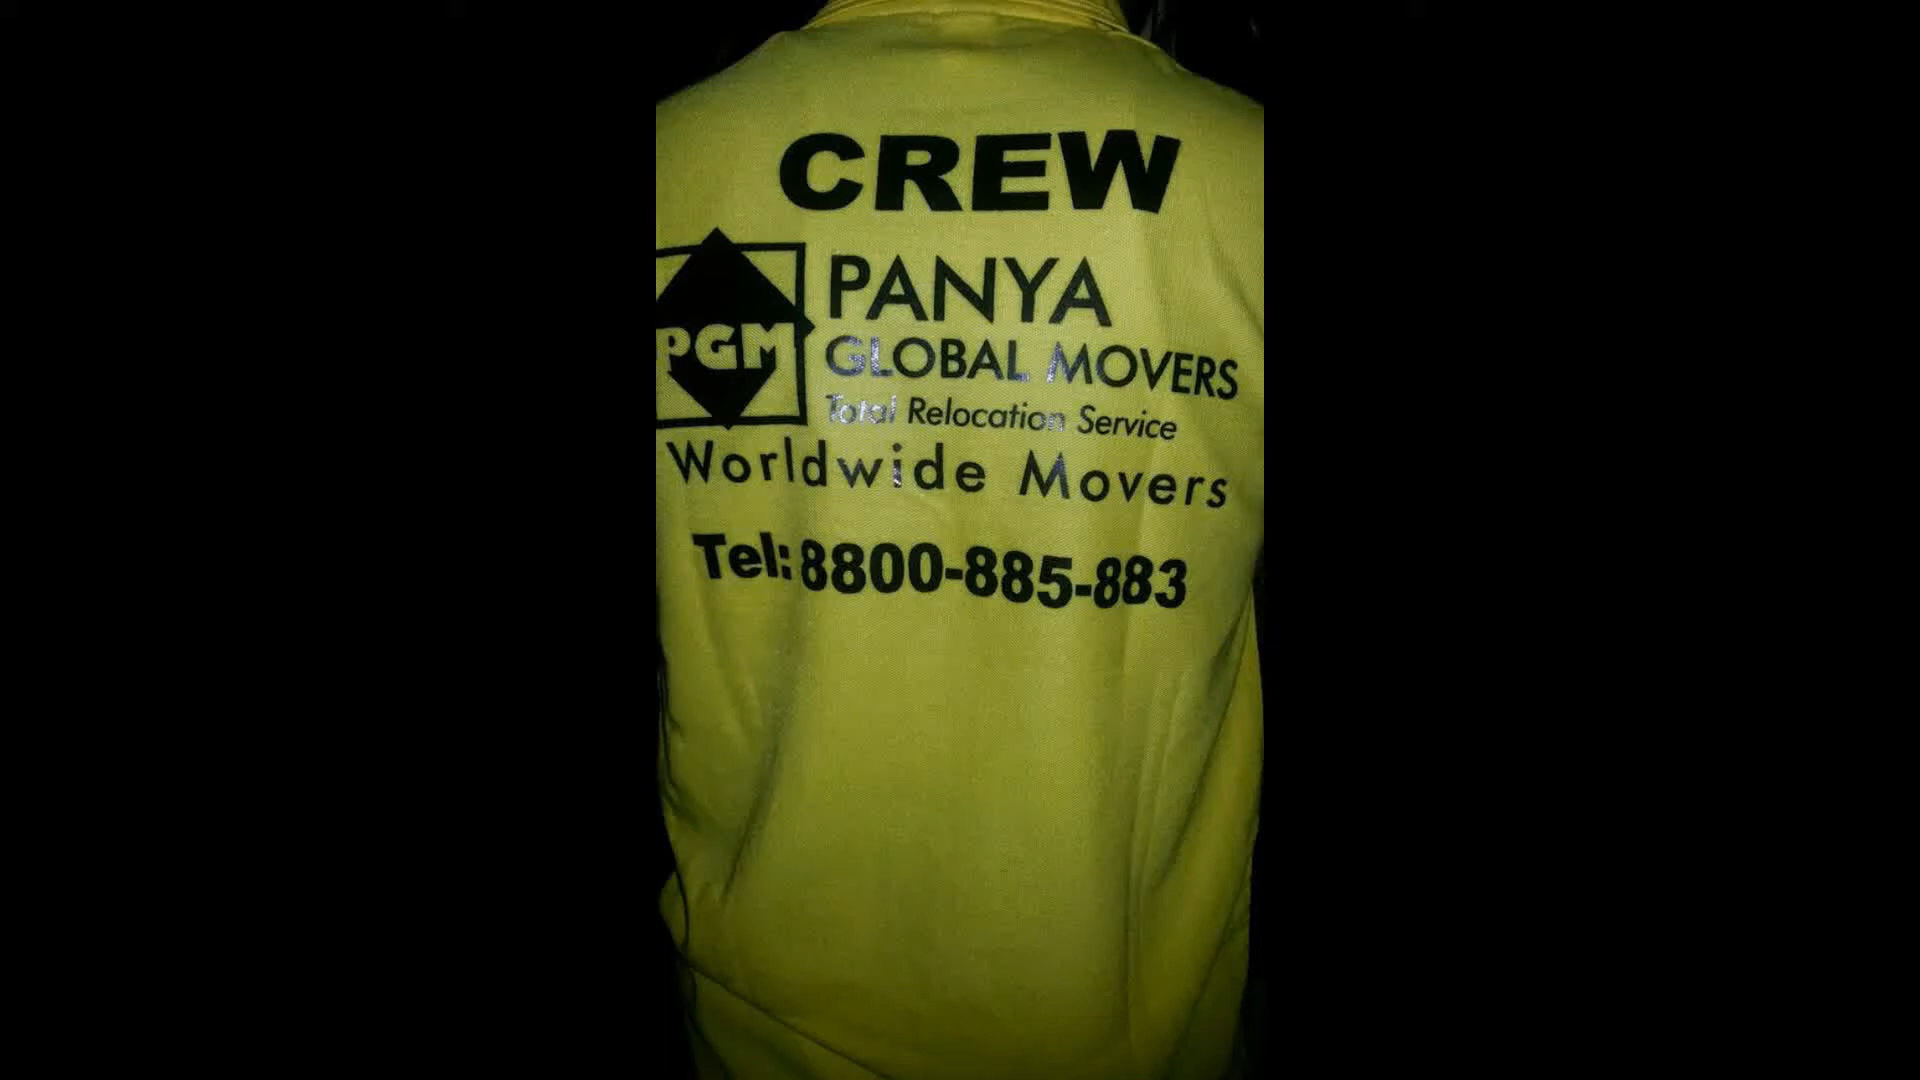 CREW
PGM
PANYA
GLOBAL MOVERS
Total Relocation Service
Worldwide Movers
Tel:8800-885-883